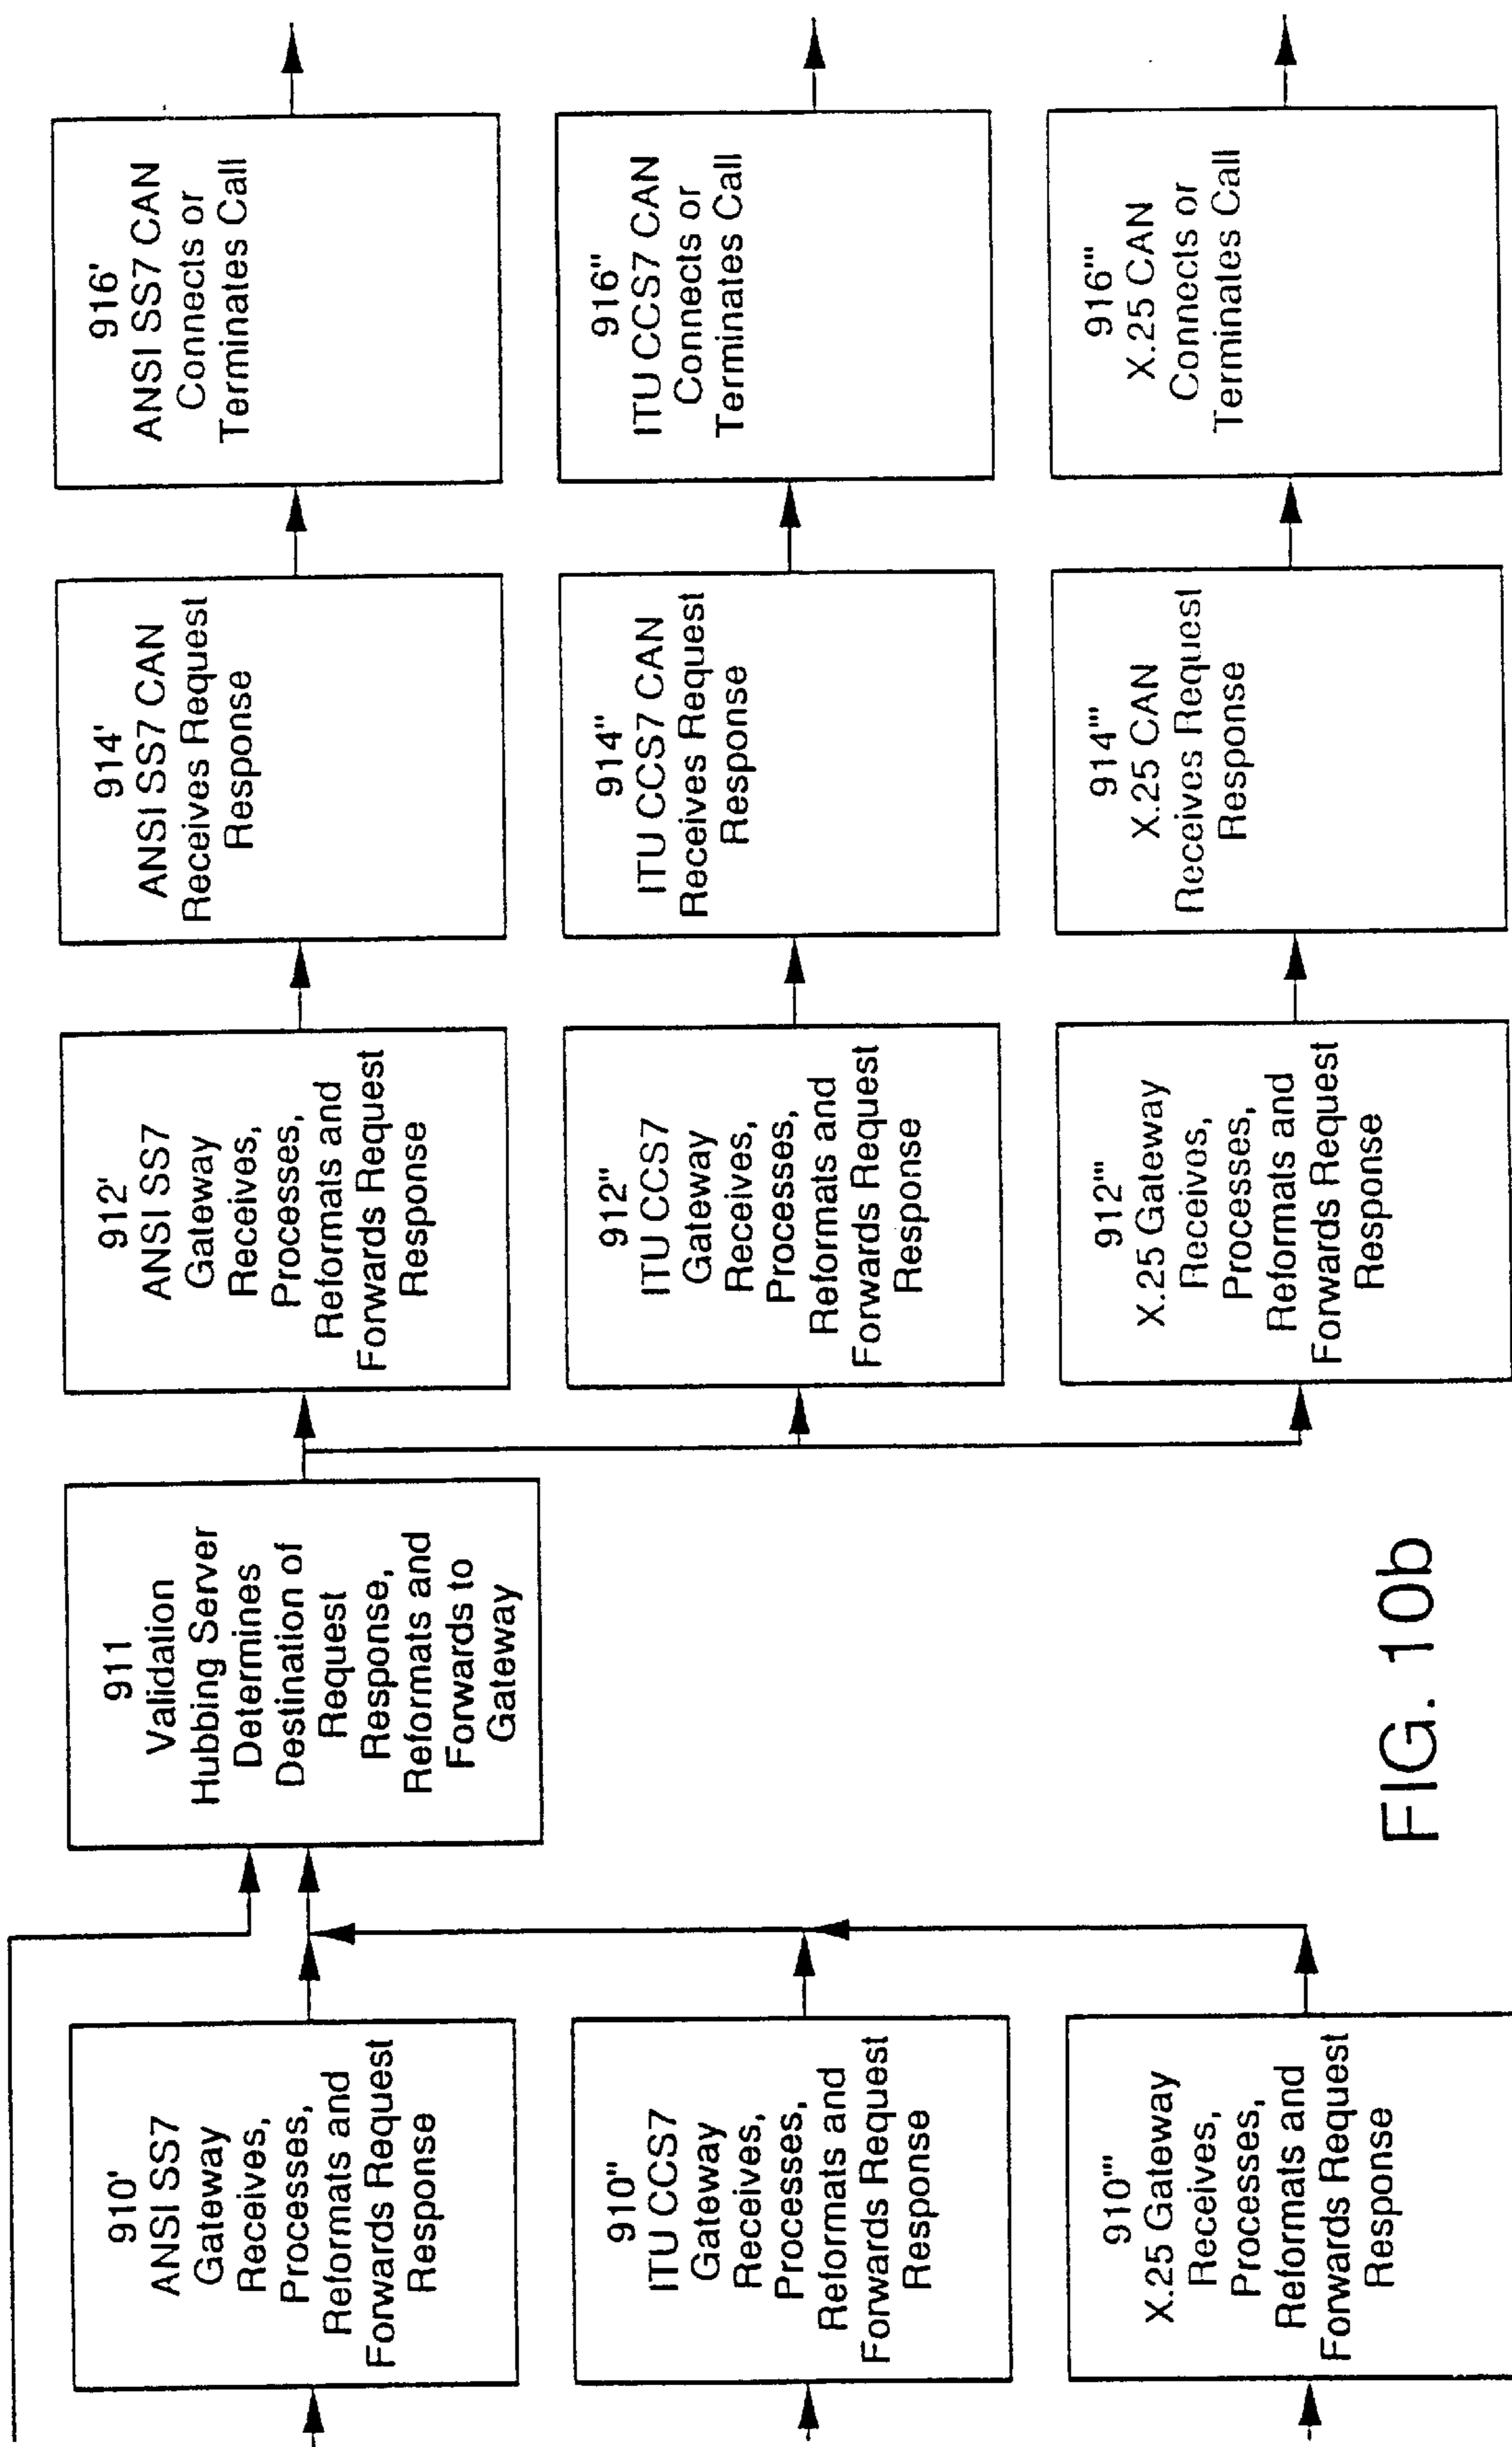 910'
ANSI SS7
Gateway
Receives,
Processes,
Reformats and
Forwards Request
Response
910"
ITU CCS7
Gateway
Receives,
Processes,
Reformats and
Forwards Request
Response
910"'
X.25 Gateway
Receives,
Processes,
Reformats and
Forwards Request
Response
911
Validation
Hubbing Server
Determines
Destination of
Request
Response,
Reformats and
Forwards to
Gateway
912'
ANSI SS7
Gateway
Receives,
Processes,
Reformats and
Forwards Request
Response
912"
ITU CCS7
Gateway
Receives,
Processes,
Reformats and
Forwards Request
Response
912"'
X.25 Gateway
Receives,
Processes,
Reformats and
Forwards Request
Response
914'
ANSI SS7 CAN
Receives Request
Response
914"
ITU CCS7 CAN
Receives Request
Response
914"'
X.25 CAN
Receives Request
Response
916'
ANSI SS7 CAN
Connects or
Terminates Call
916"
ITU CCS7 CAN
Connects or
Terminates Call
916"'
X.25 CAN
Connects or
Terminates Call
FIG. 10b